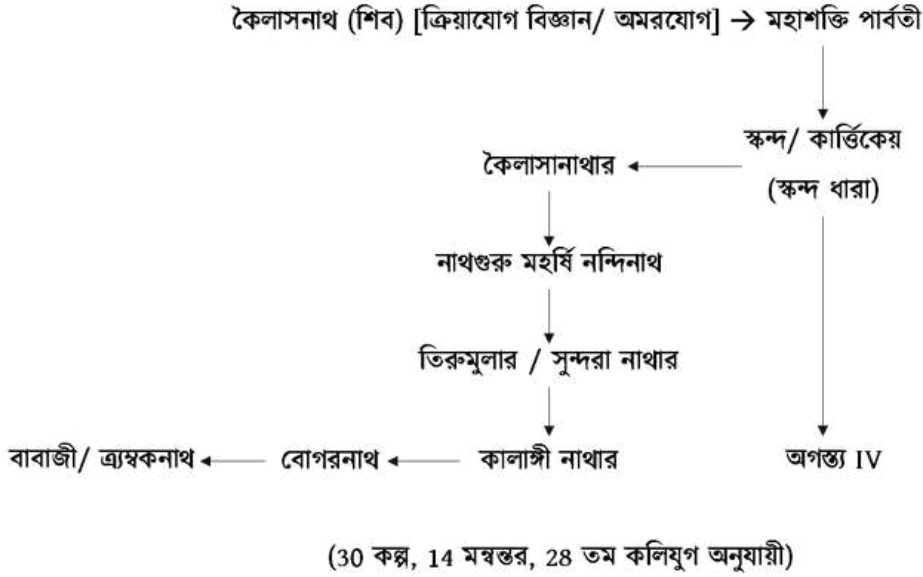 কৈলাসনাথ (শিব) [ক্রিয়াযোগ বিজ্ঞান/ অমরযোগ] → মহাশক্তি পার্বতী
স্কন্দ/ কার্ত্তিকেয়
কৈলাসানাথার
(স্কন্দ ধারা)
নাথগুরু মহর্ষি নন্দিনাথ
তিরুমুলার / সুন্দরা নাথার
বাবাজী/ ত্র্যম্বকনাথ
বোগরনাথ
কালাঙ্গী নাথার
অগস্ত্য IV
(30 কল্প, 14 মন্বন্তর, 28 তম কলিযুগ অনুযায়ী)